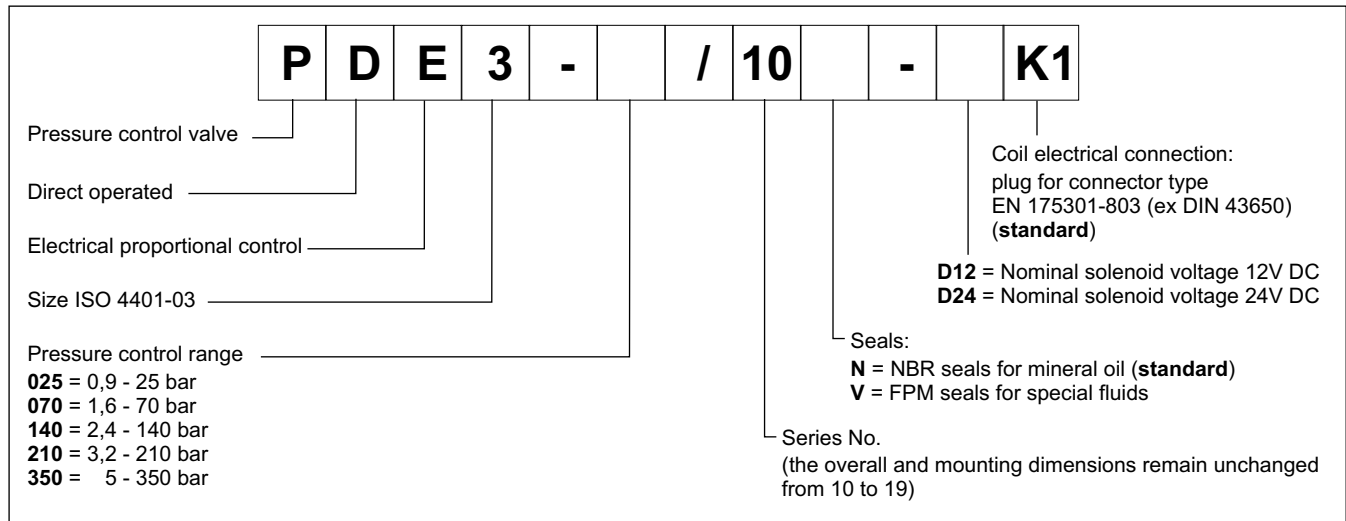 P D E 3 - / 10 - K1
Pressure control valve
Direct operated
Electrical proportional control
Size ISO 4401-03
Pressure control range
025 = 0,9 - 25 bar
070 = 1,6 - 70 bar
140 = 2,4 - 140 bar
210 = 3,2 - 210 bar
350 = 5 - 350 bar
Coil electrical connection:
plug for connector type
EN 175301-803 (ex DIN 43650)
(standard)
D12 = Nominal solenoid voltage 12V DC
D24 = Nominal solenoid voltage 24V DC
Seals:
N = NBR seals for mineral oil (standard)
V = FPM seals for special fluids
Series No.
(the overall and mounting dimensions remain unchanged
from 10 to 19)